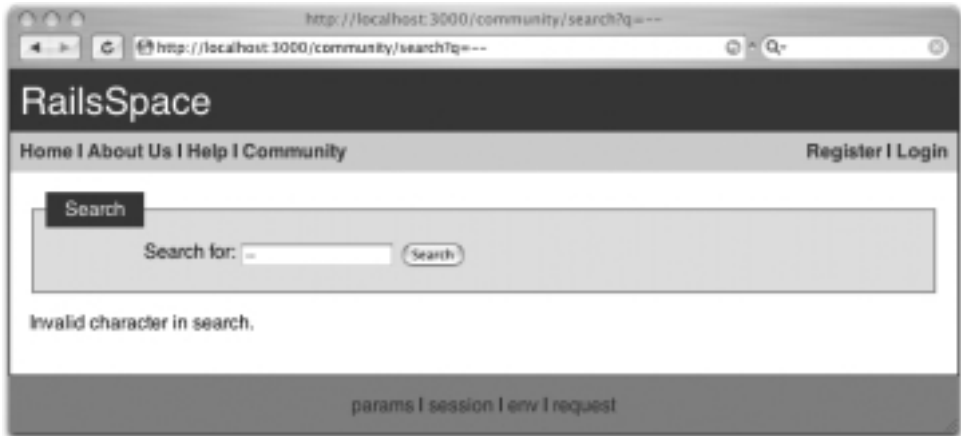 http://localhost:3000/community/search?q=--
http://localhost:3000/community/search?q=--
RailsSpace
Home | About Us | Help | Community Register | Login
Search
Search for: -- Search
Invalid character in search.
params | session | env | request